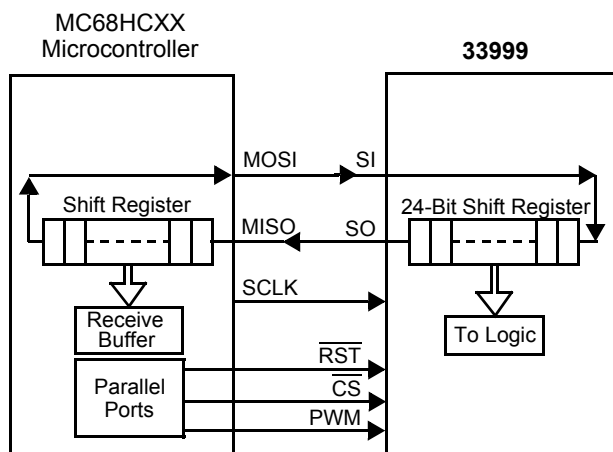 MC68HCXX
Microcontroller
33999
MOSI
SI
Shift Register
24-Bit Shift Register
MISO
SO
SCLK
Receive
Buffer
To Logic
RST
Parallel
Ports
CS
PWM